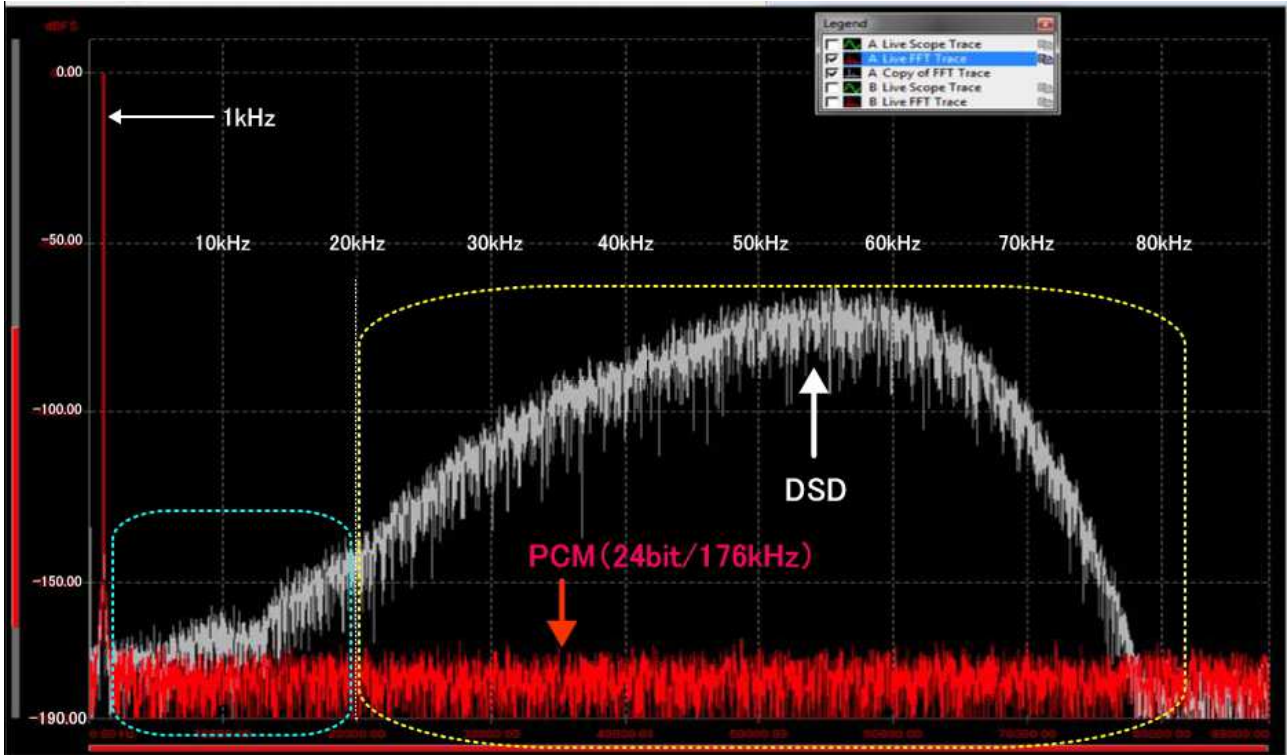 dBFS
Legend
A Live Scope Trace
A Live FFT Trace
A Copy of FFT Trace
B Live Scope Trace
B Live FFT Trace
0.00
1kHz
-50.00
10kHz 20kHz 30kHz 40kHz 50kHz 60kHz 70kHz 80kHz
-100.00
DSD
PCM(24bit/176kHz)
-150.00
-190.00